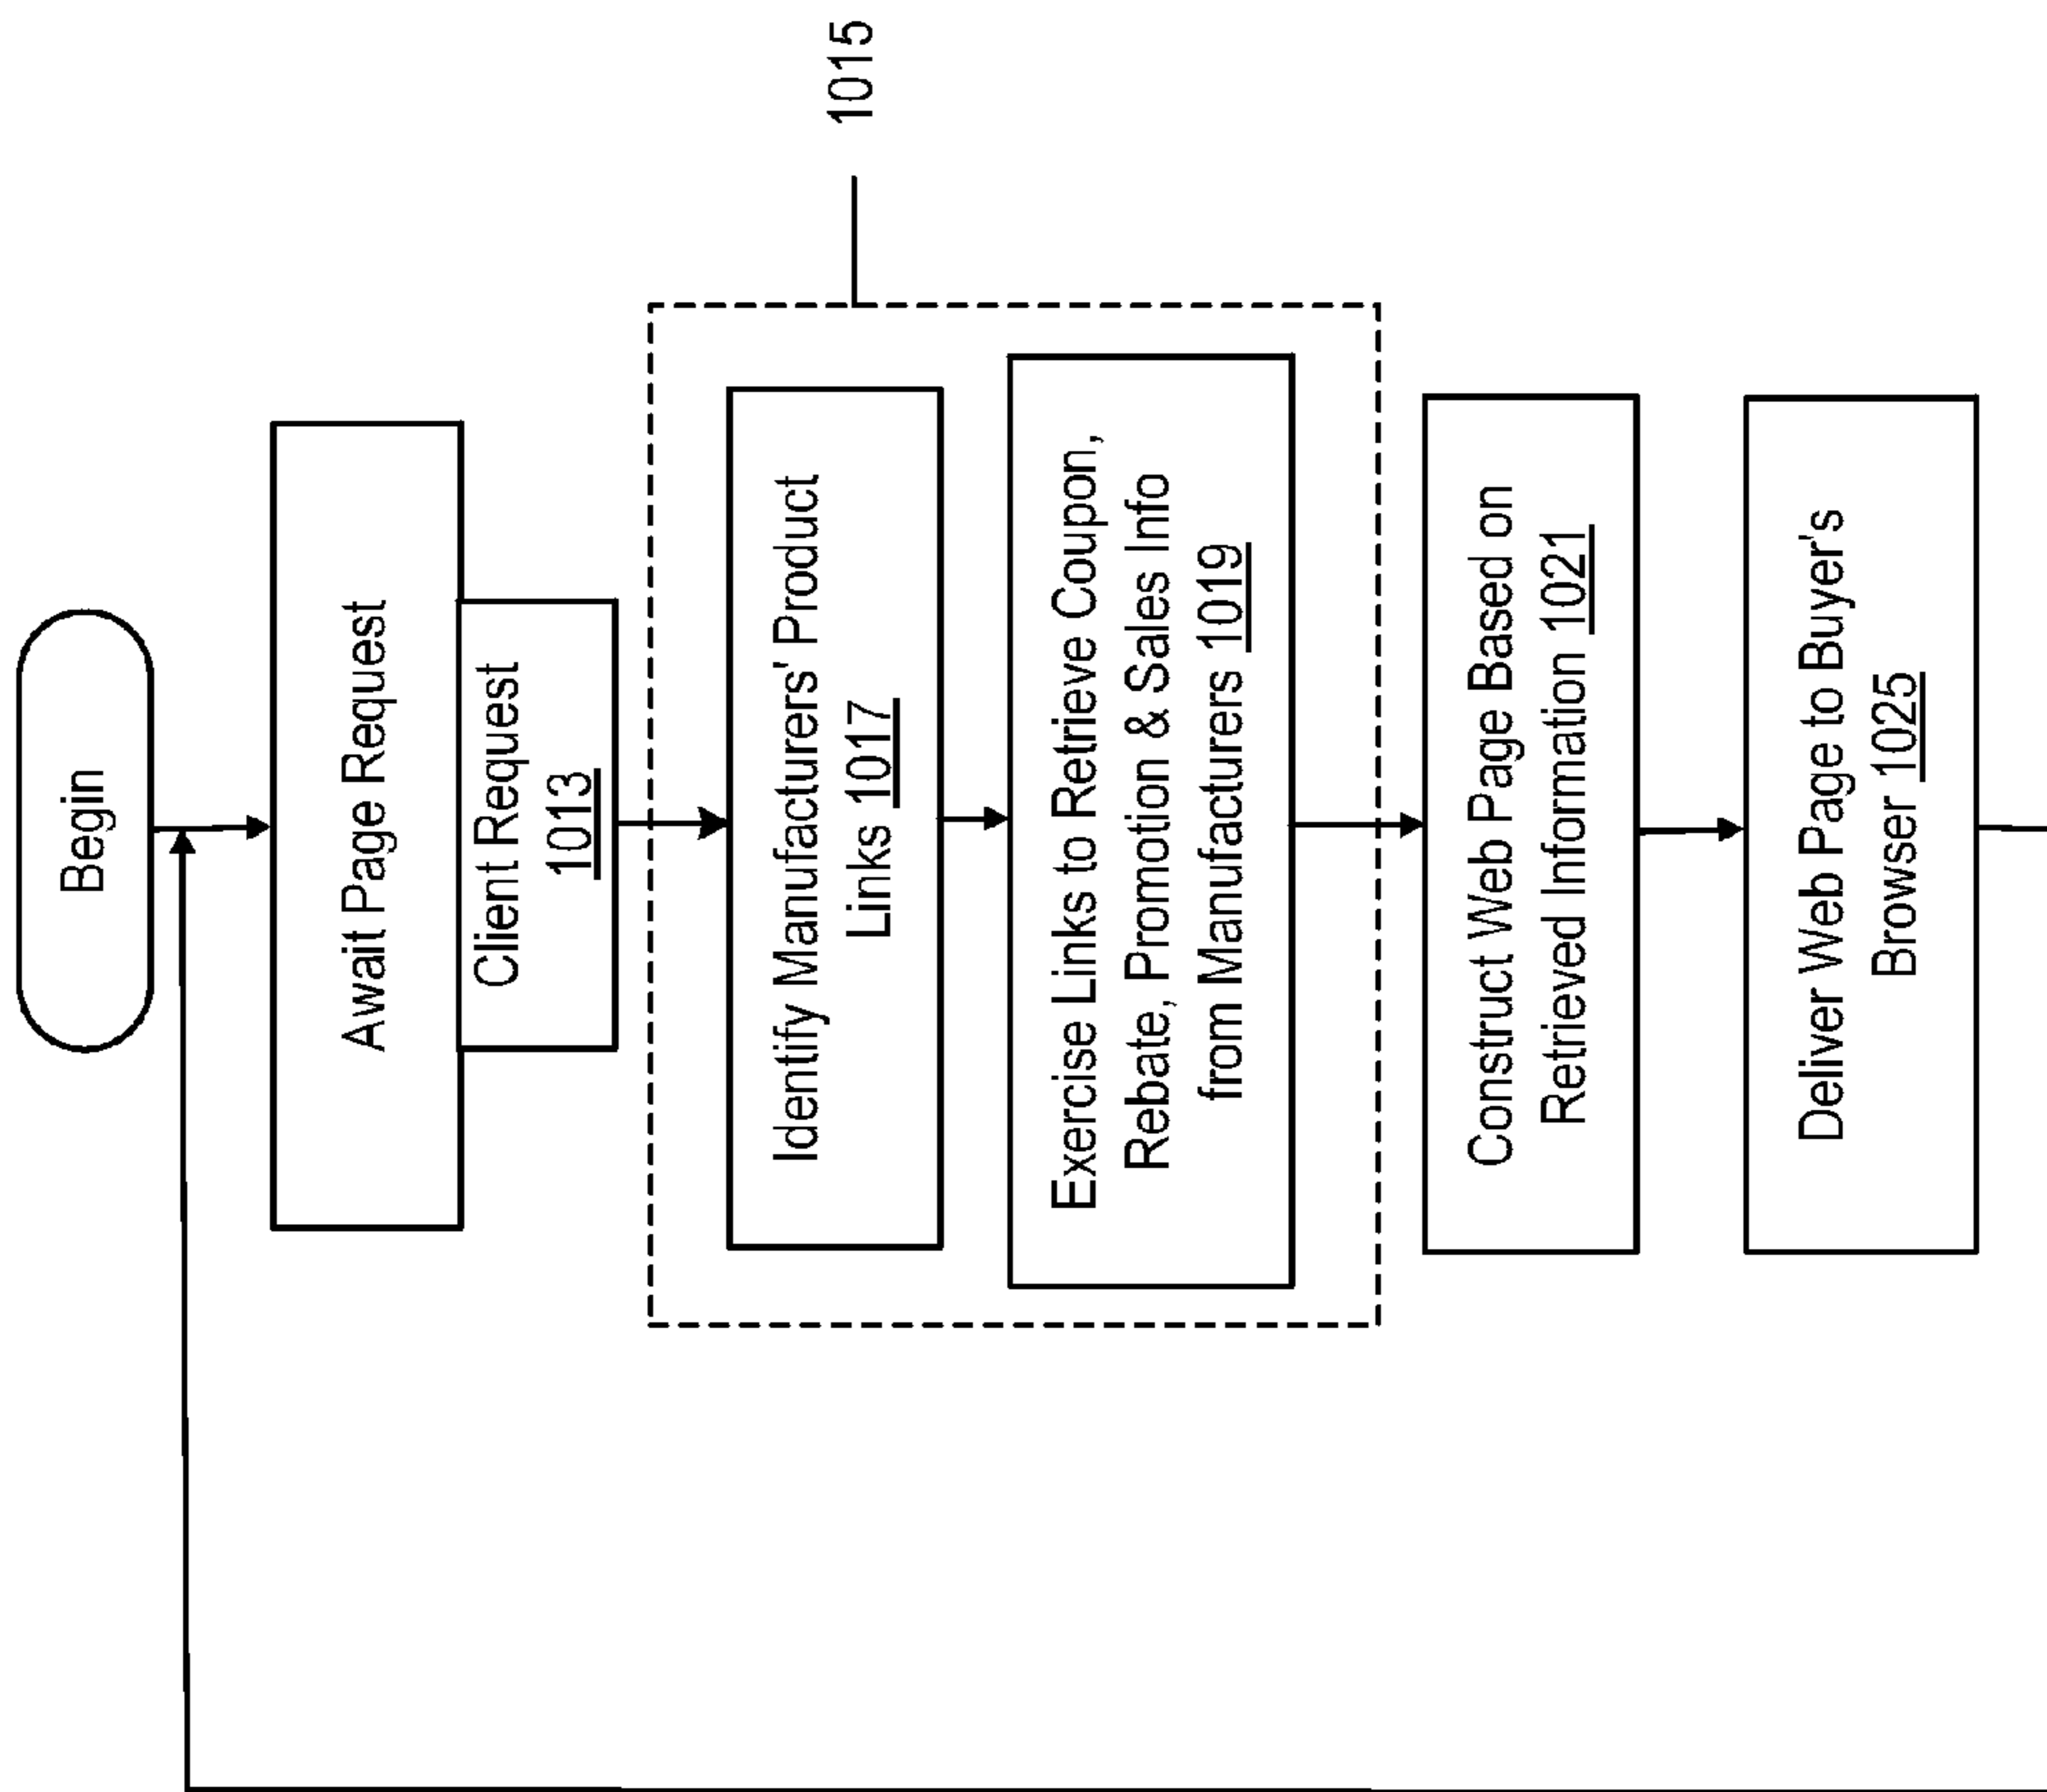 Begin
Await Page Request
Client Request
1013
1015
Identify Manufacturers' Product
Links 1017
Exercise Links to Retrieve Coupon,
Rebate, Promotion & Sales Info
from Manufacturers 1019
Construct Web Page Based on
Retrieved Information 1021
Deliver Web Page to Buyer's
Browser 1025